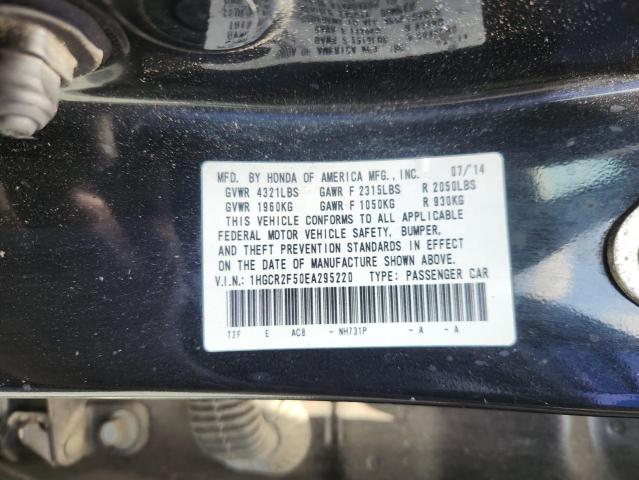 MFD. BY HONDA OF AMERICA MFG., INC. 07/'14
GVWR 4321LBS GAWR F 2315LBS R 2050LBS
GVWR 1960KG GAWR F 1050KG R 930KG
THIS VEHICLE CONFORMS TO ALL APPLICABLE
FEDERAL MOTOR VEHICLE SAFETY, BUMPER,
AND THEFT PREVENTION STANDARDS IN EFFECT
ON THE DATE OF MANUFACTURE SHOWN ABOVE.
V.I.N.: 1HGCR2F50EA295220 TYPE: PASSENGER CAR
T2F E AC8 - NH731P - A - A